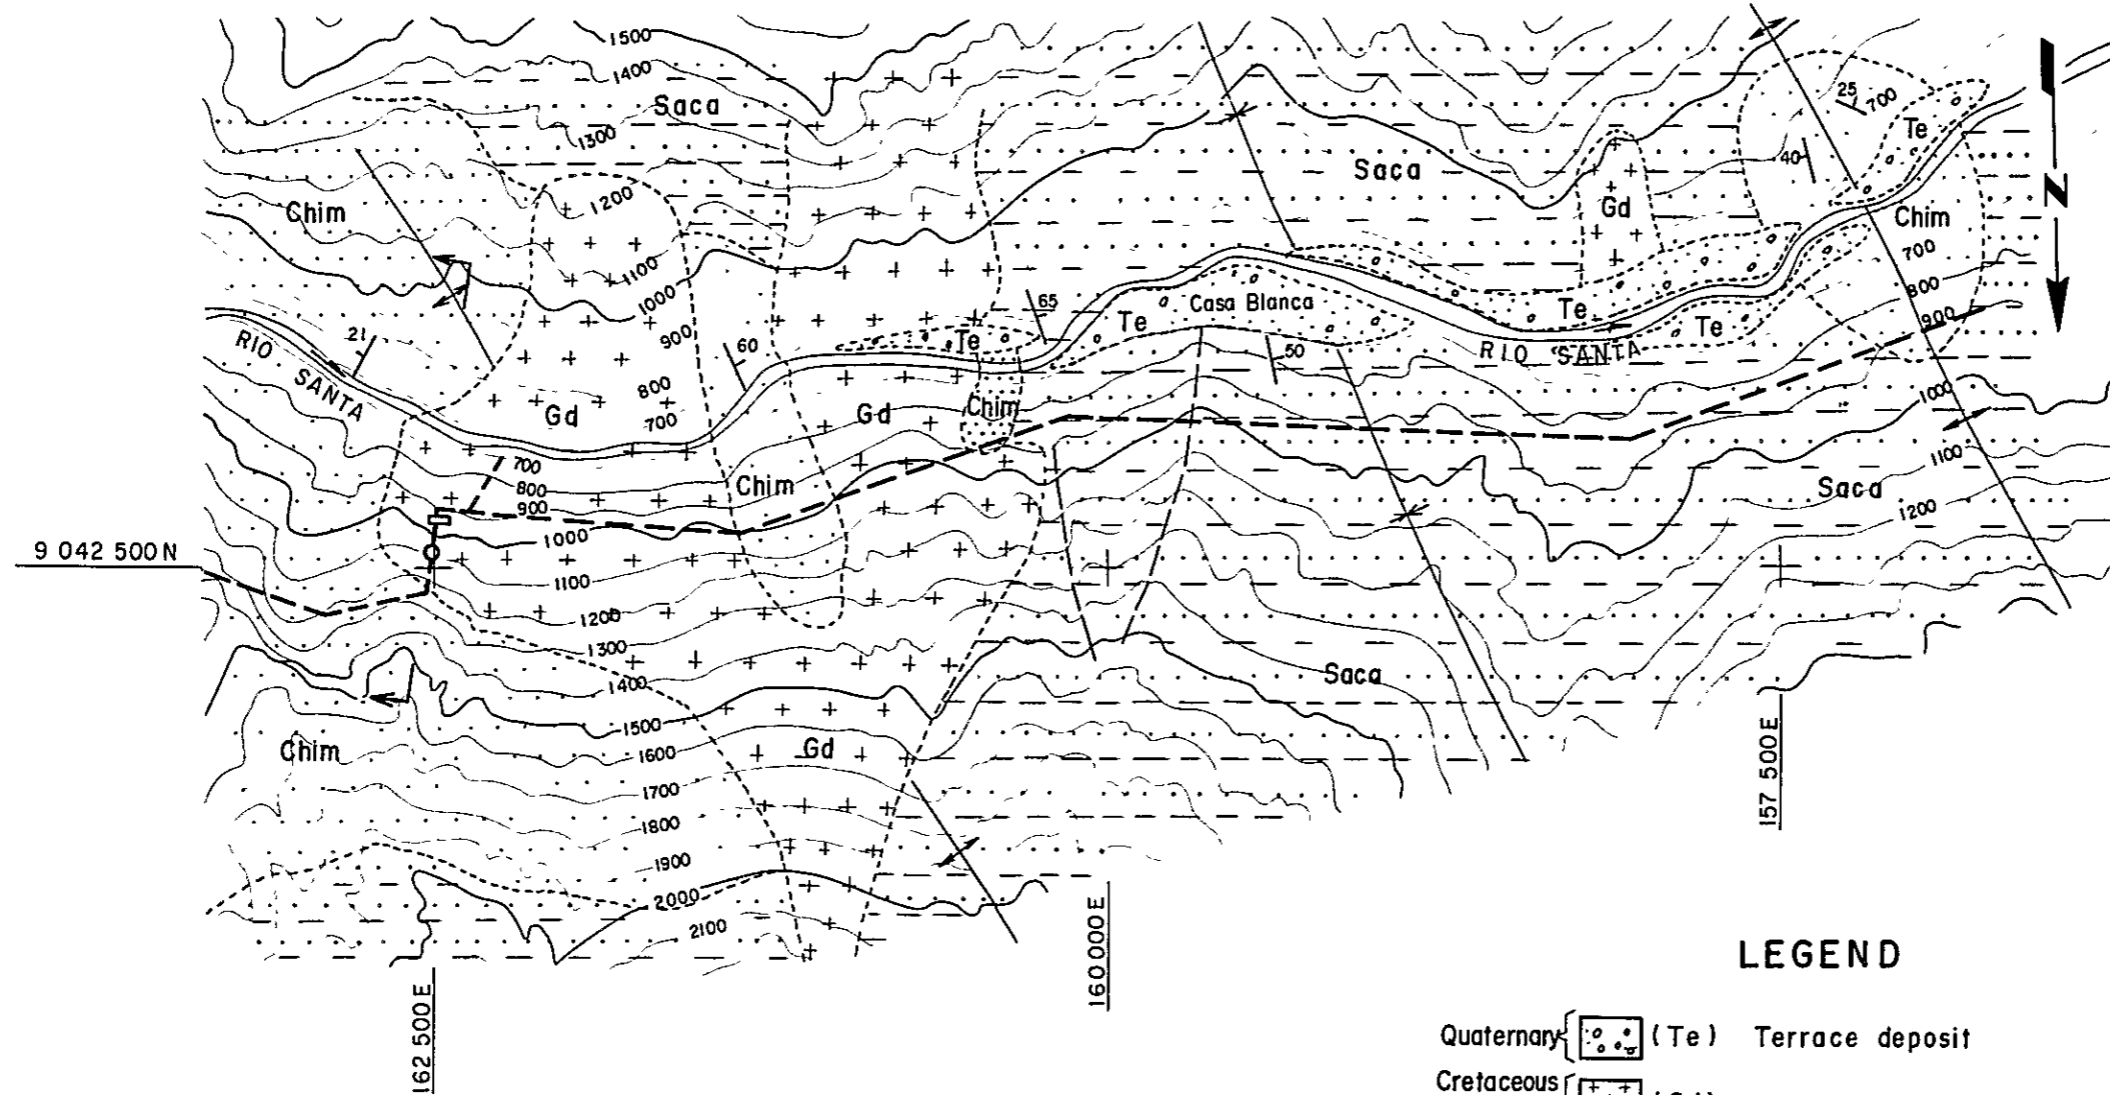 1500
1400
Saca
1300
25
700
Te
40
Saca
1200
Chim
Gd
N
Chim
1100
700
1000
65
Casa Blanca
800
900
Te
Te
Te
Te
900
21
60
50
RIO SANTA
RIO SANTA
800
700
Gd
Gd
Chim
1000
700
800
900
Chim
1100
Saca
1200
1000
9 042 500 N
1100
1200
1300
1400
Saca
1500
Chim
1600
Gd
1700
157 500 E
1800
1900
2000
2100
160 000 E
162 500 E
LEGEND
Quaternary (Te) Terrace deposit
Cretaceous